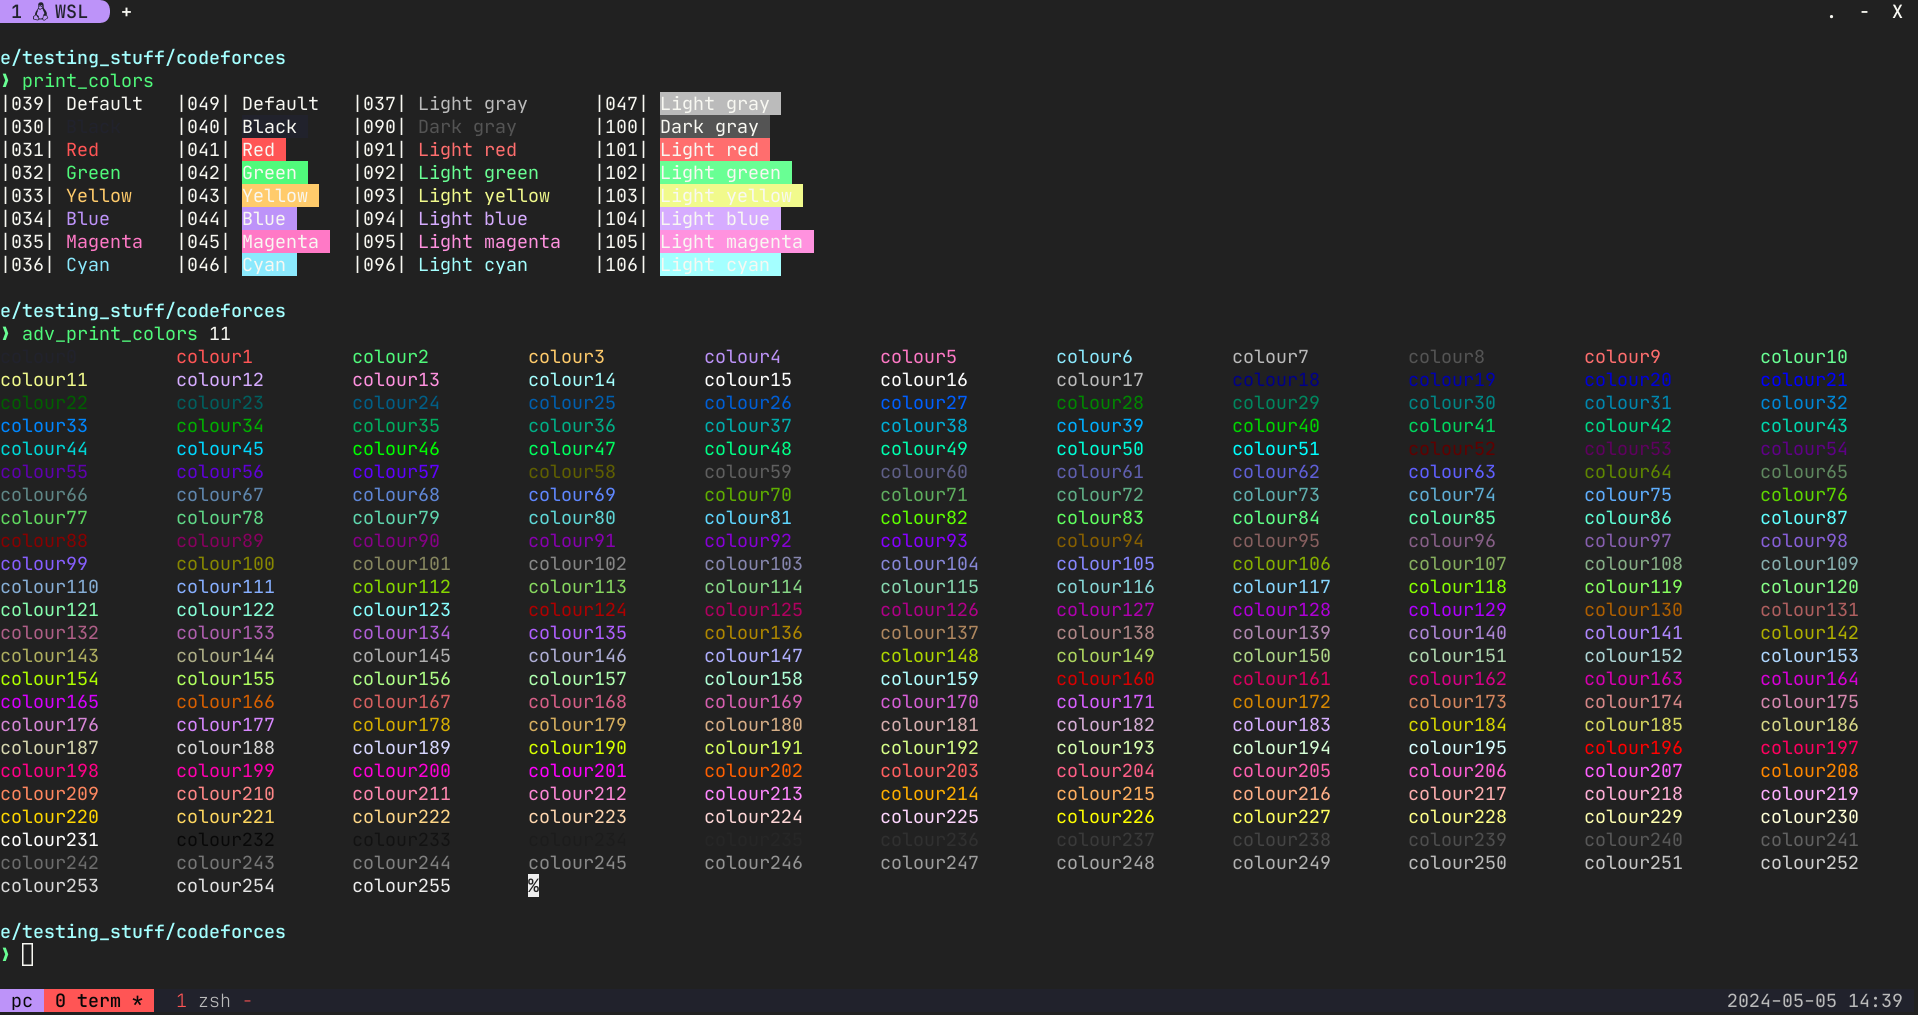 1 WSL + . - X
e/testing_stuff/codeforces
❯ print_colors
|039| Default |049| Default |037| Light gray |047| Light gray
|030| |040| Black |090| Dark gray |100| Dark gray
|031| Red |041| Red |091| Light red |101| Light red
|032| Green |042| Green |092| Light green |102| Light green
|033| Yellow |043| Yellow |093| Light yellow |103| Light yellow
|034| Blue |044| Blue |094| Light blue |104| Light blue
|035| Magenta |045| Magenta |095| Light magenta |105| Light magenta
|036| Cyan |046| Cyan |096| Light cyan |106| Light cyan
e/testing_stuff/codeforces
❯ adv_print_colors 11
colour1 colour2 colour3 colour4 colour5 colour6 colour7 colour8 colour9 colour10
colour11 colour12 colour13 colour14 colour15 colour16 colour17 colour18 colour19 colour20 colour21
colour22 colour23 colour24 colour25 colour26 colour27 colour28 colour29 colour30 colour31 colour32
colour33 colour34 colour35 colour36 colour37 colour38 colour39 colour40 colour41 colour42 colour43
colour44 colour45 colour46 colour47 colour48 colour49 colour50 colour51 colour52 colour53 colour54
colour55 colour56 colour57 colour58 colour59 colour60 colour61 colour62 colour63 colour64 colour65
colour66 colour67 colour68 colour69 colour70 colour71 colour72 colour73 colour74 colour75 colour76
colour77 colour78 colour79 colour80 colour81 colour82 colour83 colour84 colour85 colour86 colour87
colour88 colour89 colour90 colour91 colour92 colour93 colour94 colour95 colour96 colour97 colour98
colour99 colour100 colour101 colour102 colour103 colour104 colour105 colour106 colour107 colour108 colour109
colour110 colour111 colour112 colour113 colour114 colour115 colour116 colour117 colour118 colour119 colour120
colour121 colour122 colour123 colour124 colour125 colour126 colour127 colour128 colour129 colour130 colour131
colour132 colour133 colour134 colour135 colour136 colour137 colour138 colour139 colour140 colour141 colour142
colour143 colour144 colour145 colour146 colour147 colour148 colour149 colour150 colour151 colour152 colour153
colour154 colour155 colour156 colour157 colour158 colour159 colour160 colour161 colour162 colour163 colour164
colour165 colour166 colour167 colour168 colour169 colour170 colour171 colour172 colour173 colour174 colour175
colour176 colour177 colour178 colour179 colour180 colour181 colour182 colour183 colour184 colour185 colour186
colour187 colour188 colour189 colour190 colour191 colour192 colour193 colour194 colour195 colour196 colour197
colour198 colour199 colour200 colour201 colour202 colour203 colour204 colour205 colour206 colour207 colour208
colour209 colour210 colour211 colour212 colour213 colour214 colour215 colour216 colour217 colour218 colour219
colour220 colour221 colour222 colour223 colour224 colour225 colour226 colour227 colour228 colour229 colour230
colour231 colour232 colour233 colour234 colour235 colour236 colour237 colour238 colour239 colour240 colour241
colour242 colour243 colour244 colour245 colour246 colour247 colour248 colour249 colour250 colour251 colour252
colour253 colour254 colour255 %
e/testing_stuff/codeforces
❯
pc 0 term * 1 zsh - 2024-05-05 14:39